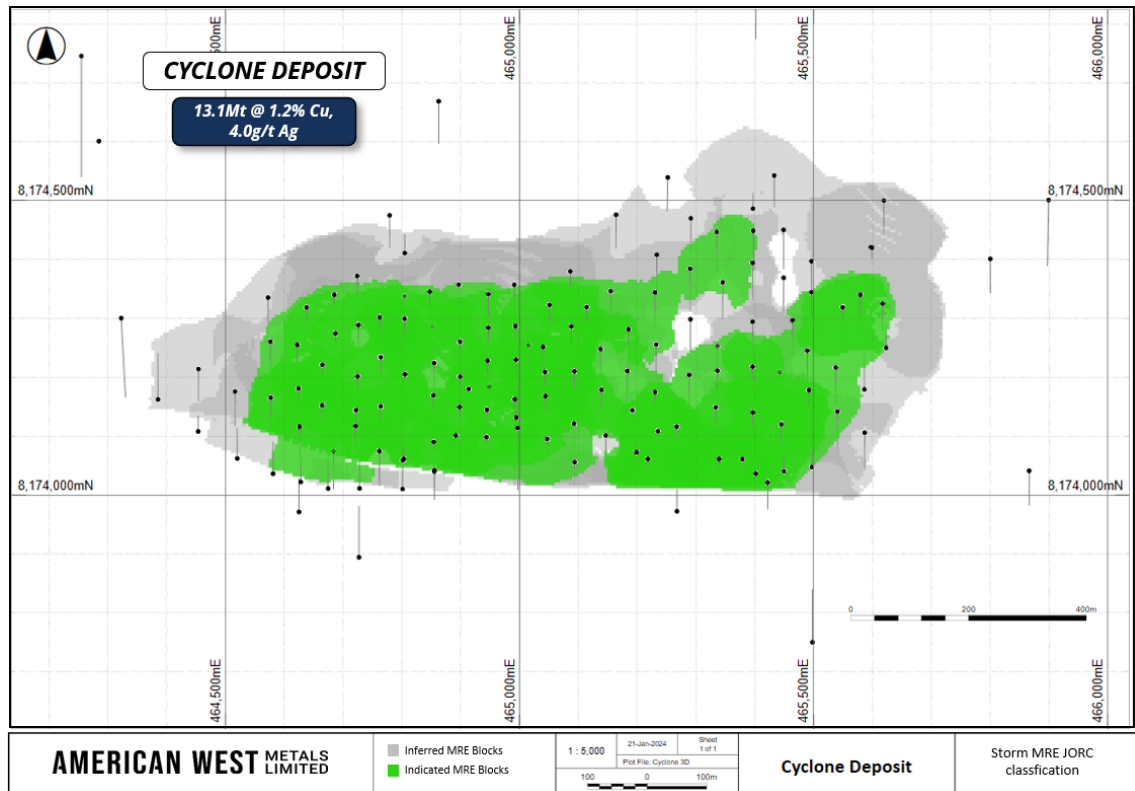 CYCLONE DEPOSIT
13.1Mt @ 1.2% Cu,
4.0g/t Ag
500mE
465,000mE
465,500mE
466,000mE
8,174,500mN
8,174,500mN
8,174,000mN
8,174,000mN
0
200
400m
464,500mE
465,000mE
465,500mE
466,000mE
AMERICAN WEST METALS
LIMITED
Inferred MRE Blocks
Indicated MRE Blocks
1 : 5,000
21-Jan-2024
Sheet
1 of 1
Plot File: Cyclone 3D
100
0
100m
Cyclone Deposit
Storm MRE JORC
classfication